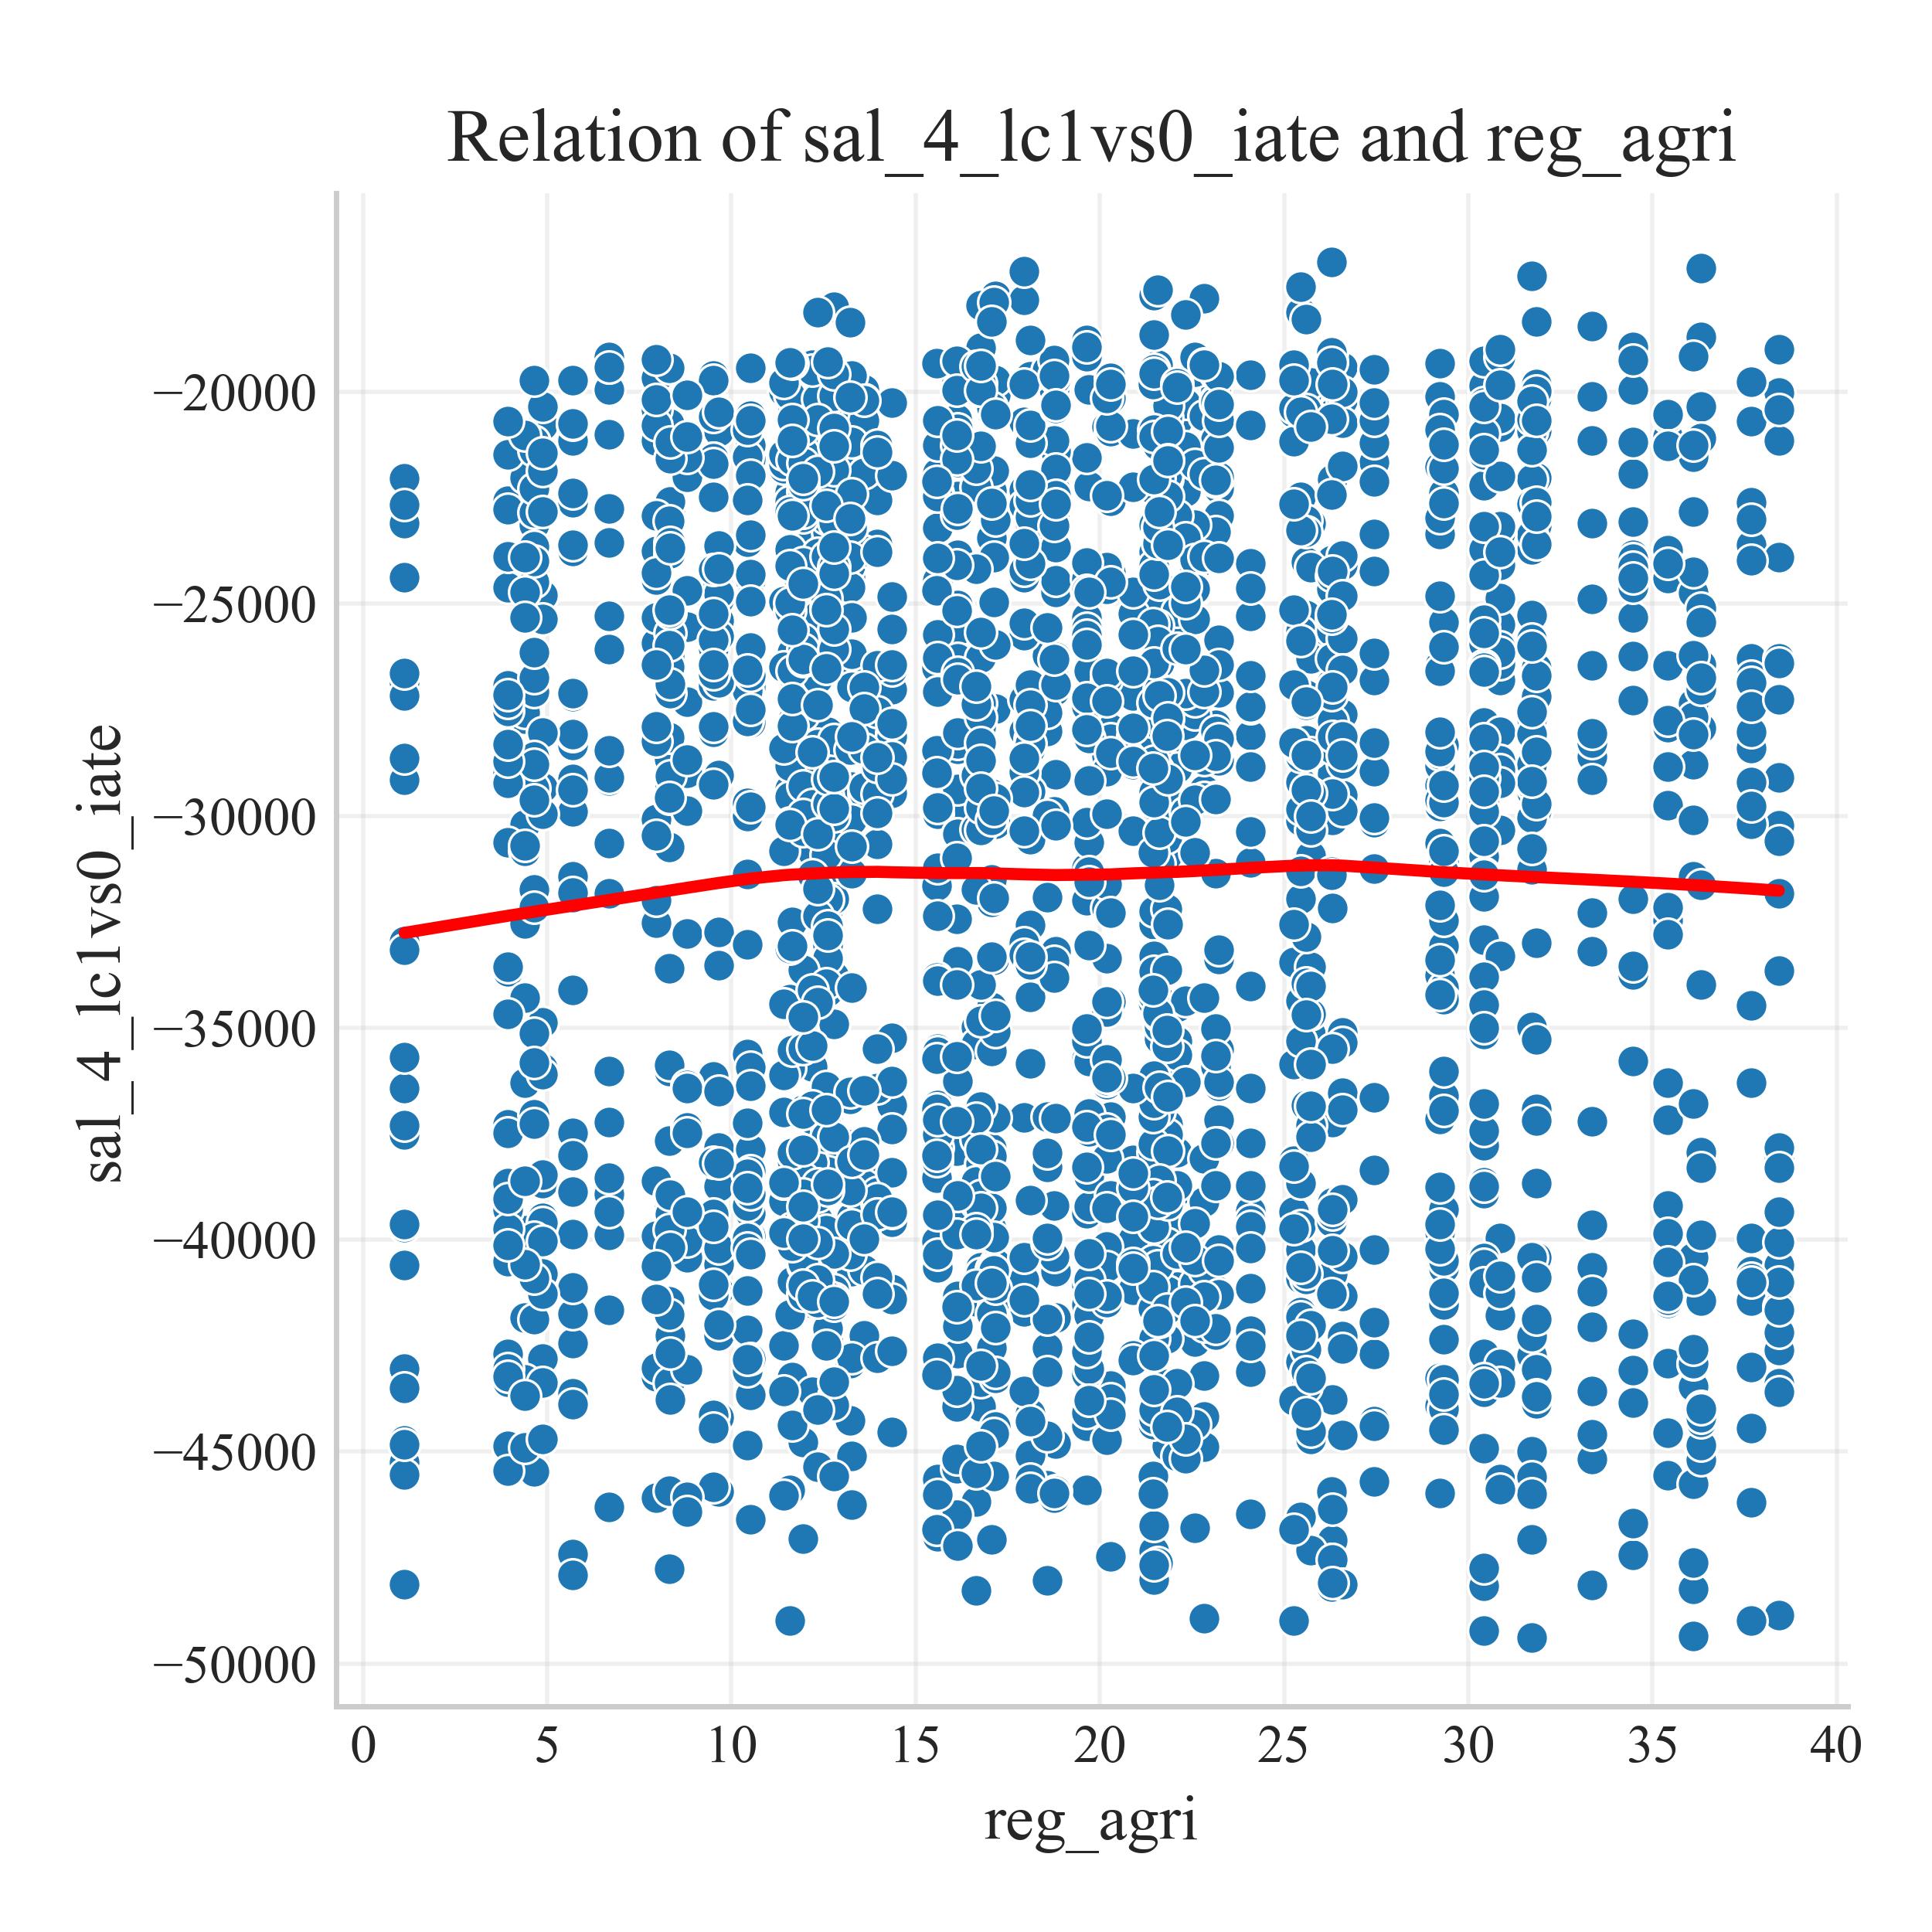 Relation of sal_4_lc1vs0_iate and reg_agri
sal_4_lc1vs0_iate
−20000
−25000
−30000
−35000
−40000
−45000
−50000
0 5 10 15 20 25 30 35 40
reg_agri